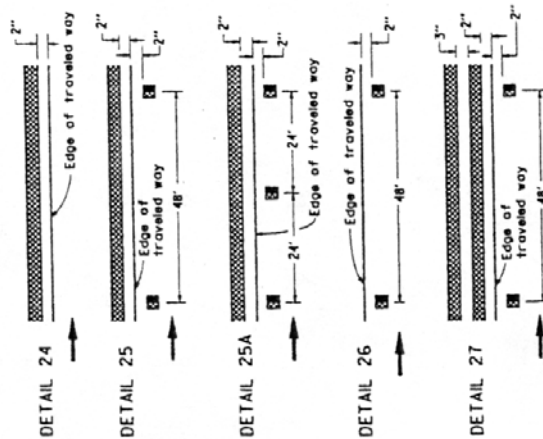 DETAIL 24
2"
Edge of traveled way
DETAIL 25
2"
2"
Edge of
traveled way
48'
DETAIL 25A
2"
2"
24'
24'
Edge of traveled way
DETAIL 26
2"
Edge of traveled way
48'
DETAIL 27
3"
2"
2"
Edge of
traveled way
48'